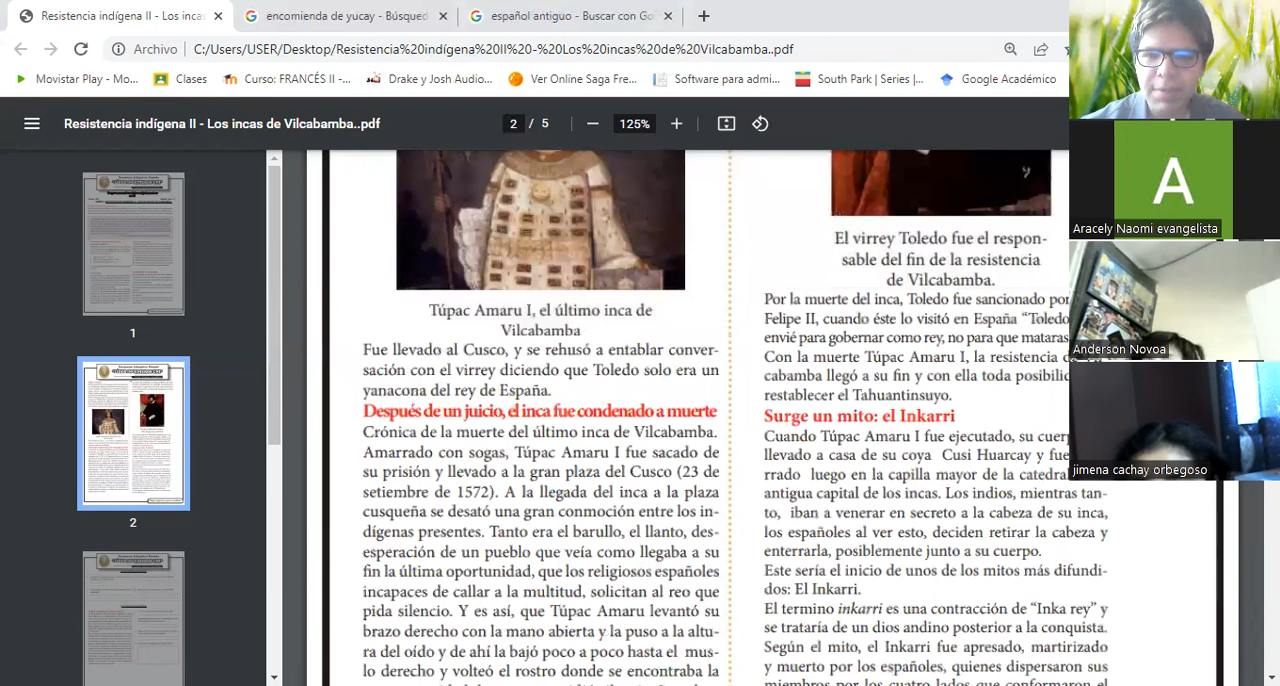 Resistencia indígena II - Los incas
encomienda de yucay - Búsqued
español antiguo - Buscar con Go
Archivo
C:/Users/USER/Desktop/Resistencia%20indígena%20II%20-%20Los%20incas%20de%20Vilcabamba..pdf
Movistar Play - Mo...
Clases
Curso: FRANCÉS II -...
Drake y Josh Audio...
Ver Online Saga Fre...
Software para admi...
South Park | Series |...
Google Académico
Resistencia indígena II - Los incas de Vilcabamba..pdf
2 / 5
125%
1
2
Túpac Amaru I, el último inca de
Vilcabamba
Fue llevado al Cusco, y se rehusó a entablar conver-
sación con el virrey diciendo que Toledo solo era un
yanacona del rey de España.
Después de un juicio, el inca fue condenado a muerte
Crónica de la muerte del último inca de Vilcabamba.
Amarrado con sogas, Túpac Amaru I fue sacado de
su prisión y llevado a la gran plaza del Cusco (23 de
setiembre de 1572). A la llegada del inca a la plaza
cusqueña se desató una gran conmoción entre los in-
dígenas presentes. Tanto era el barullo, el llanto, des-
esperación de un pueblo que veía como llegaba a su
fin la última oportunidad, que los religiosos españoles
incapaces de callar a la multitud, solicitan al reo que
pida silencio. Y es así, que Túpac Amaru levantó su
brazo derecho con la mano abierta y la puso a la altu-
ra del oído y de ahí la bajó poco a poco hasta el mus-
lo derecho y volteó el rostro donde se encontraba la
El virrey Toledo fue el respon-
sable del fin de la resistencia
de Vilcabamba.
Por la muerte del inca, Toledo fue sancionado por
Felipe II, cuando éste lo visitó en España “Toledo
envié para gobernar como rey, no para que mataras
Con la muerte Túpac Amaru I, la resistencia
cabamba llegó a su fin y con ella toda
restablecer el Tahuantinsuyo.
Surge un mito: el Inkarri
Cuando Túpac Amaru I fue ejecutado, su
llevado a casa de su coya Cusi Huarcay y fue
rrado luego en la capilla mayor de la catedral
antigua capital de los incas. Los indios, mientras tan-
to, iban a venerar en secreto a la cabeza de su inca,
los españoles al ver esto, deciden retirar la cabeza y
enterrarla, posiblemente junto a su cuerpo.
Este sería el inicio de unos de los mitos más difundi-
dos: El Inkarri.
El termino inkarri es una contracción de “Inka rey” y
se trataría de un dios andino posterior a la conquista.
Según el mito, el Inkarri fue apresado, martirizado
y muerto por los españoles, quienes dispersaron sus
miembros por los cuatro lados que conformaron el
A
Aracely Naomi evangelista
Anderson Novoa
jimena cachay orbegoso